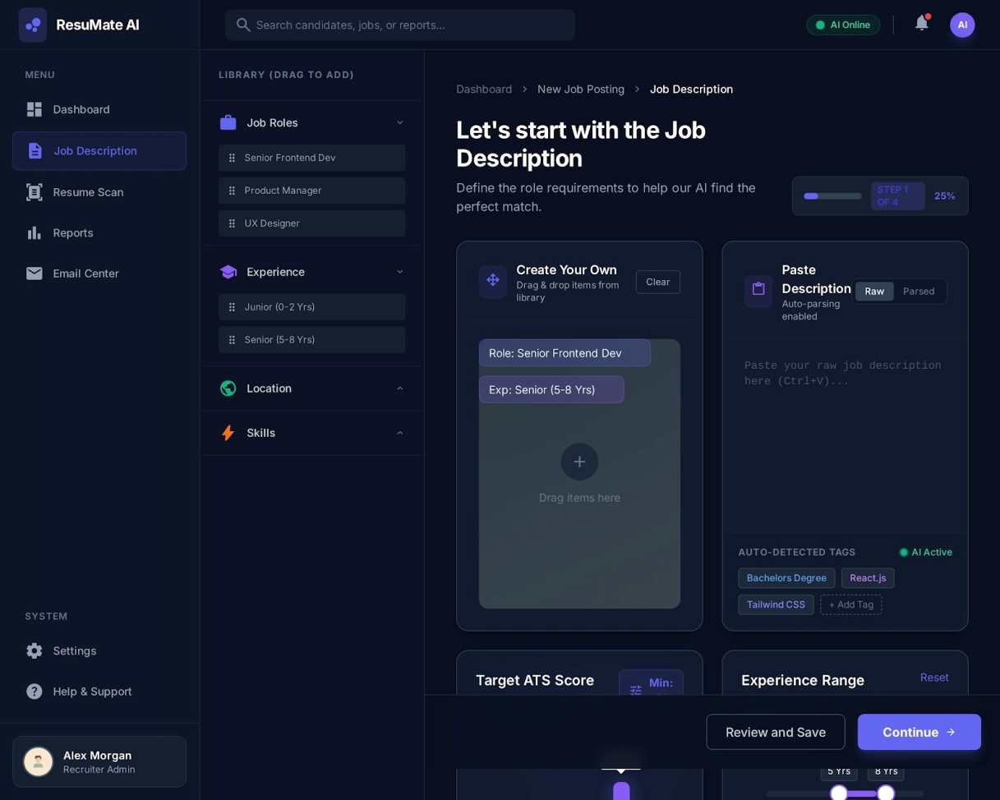 ResuMate AI
Search candidates, jobs, or reports...
AI Online
AI
MENU
Dashboard
Job Description
Resume Scan
Reports
Email Center
SYSTEM
Settings
Help & Support
Alex Morgan
Recruiter Admin
LIBRARY (DRAG TO ADD)
Job Roles
Senior Frontend Dev
Product Manager
UX Designer
Experience
Junior (0-2 Yrs)
Senior (5-8 Yrs)
Location
Skills
Dashboard > New Job Posting > Job Description
Let's start with the Job
Description
Define the role requirements to help our AI find the
perfect match.
STEP 1
OF 4
25%
Create Your Own
Drag & drop items from
library
Clear
Role: Senior Frontend Dev
Exp: Senior (5-8 Yrs)
Drag items here
Paste
Description
Auto-parsing
enabled
Raw
Parsed
Paste your raw job description
here (Ctrl+V)...
AUTO-DETECTED TAGS
AI Active
Bachelors Degree
React.js
Tailwind CSS
+ Add Tag
Target ATS Score
Min:
Experience Range
Reset
Review and Save
Continue →
5 Yrs
8 Yrs